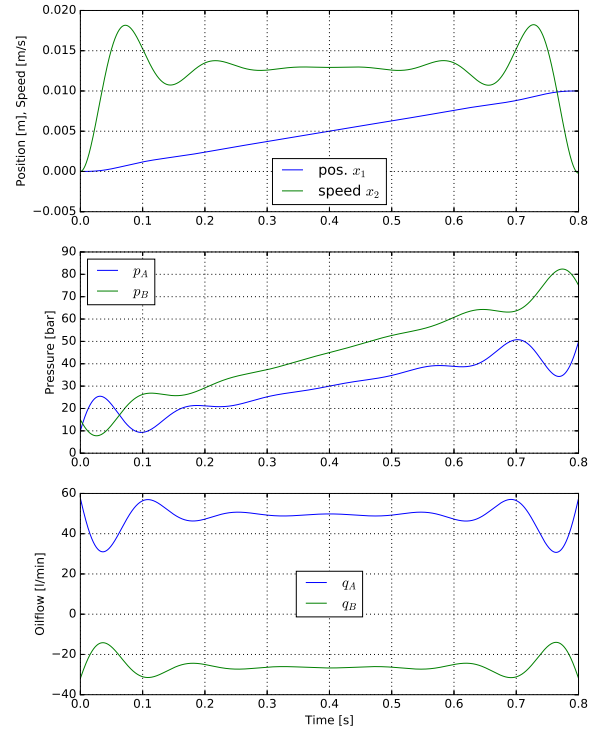 0.020
0.015
0.010
0.005
0.000
−0.005
Position [m], Speed [m/s]
pos. x₁
speed x₂
0.0 0.1 0.2 0.3 0.4 0.5 0.6 0.7 0.8
90
80
70
60
50
40
30
20
10
0
Pressure [bar]
p_A
p_B
0.0 0.1 0.2 0.3 0.4 0.5 0.6 0.7 0.8
60
40
20
0
−20
−40
Oilflow [l/min]
q_A
q_B
0.0 0.1 0.2 0.3 0.4 0.5 0.6 0.7 0.8
Time [s]